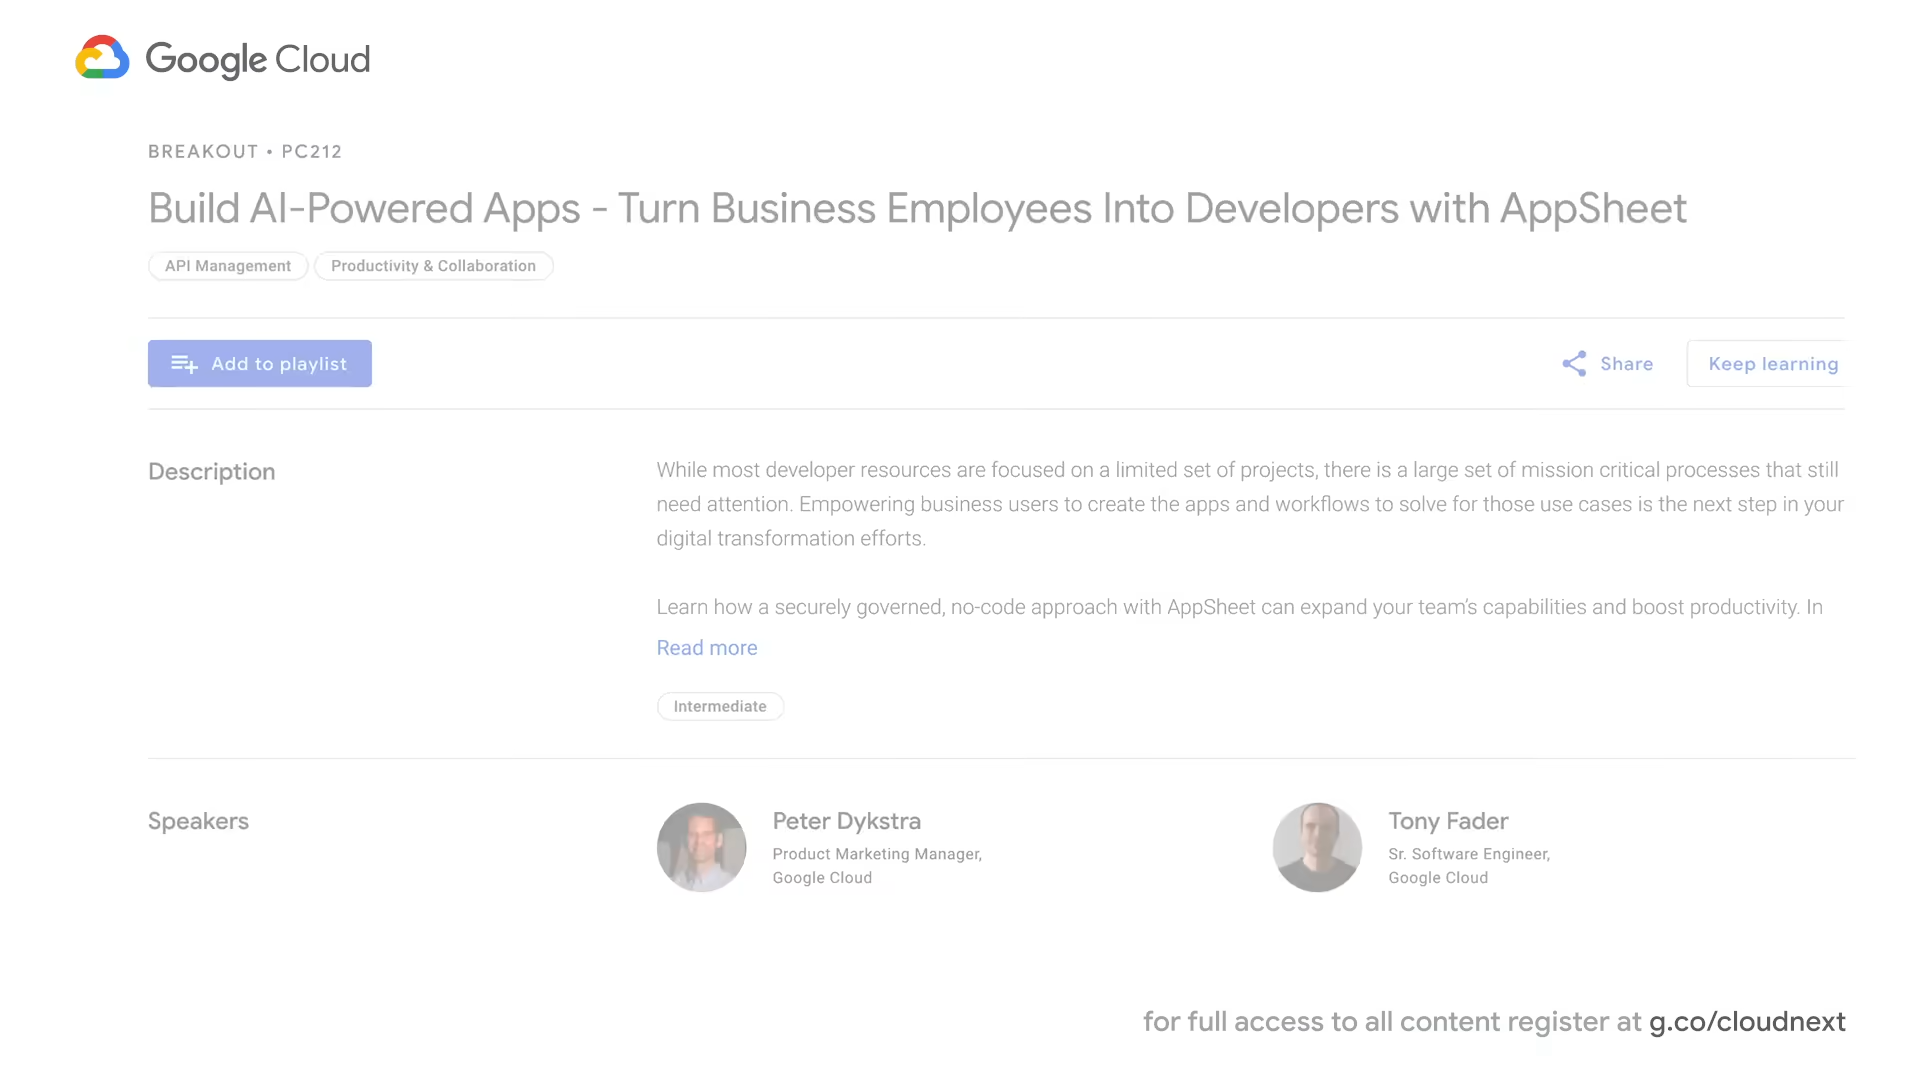 Google Cloud
BREAKOUT • PC212
Build AI-Powered Apps - Turn Business Employees Into Developers with AppSheet
API Management
Productivity & Collaboration
Add to playlist
Share
Keep learning
Description
While most developer resources are focused on a limited set of projects, there is a large set of mission critical processes that still
need attention. Empowering business users to create the apps and workflows to solve for those use cases is the next step in your
digital transformation efforts.
Learn how a securely governed, no-code approach with AppSheet can expand your team's capabilities and boost productivity. In
Read more
Intermediate
Speakers
Peter Dykstra
Product Marketing Manager,
Google Cloud
Tony Fader
Sr. Software Engineer,
Google Cloud
for full access to all content register at g.co/cloudnext